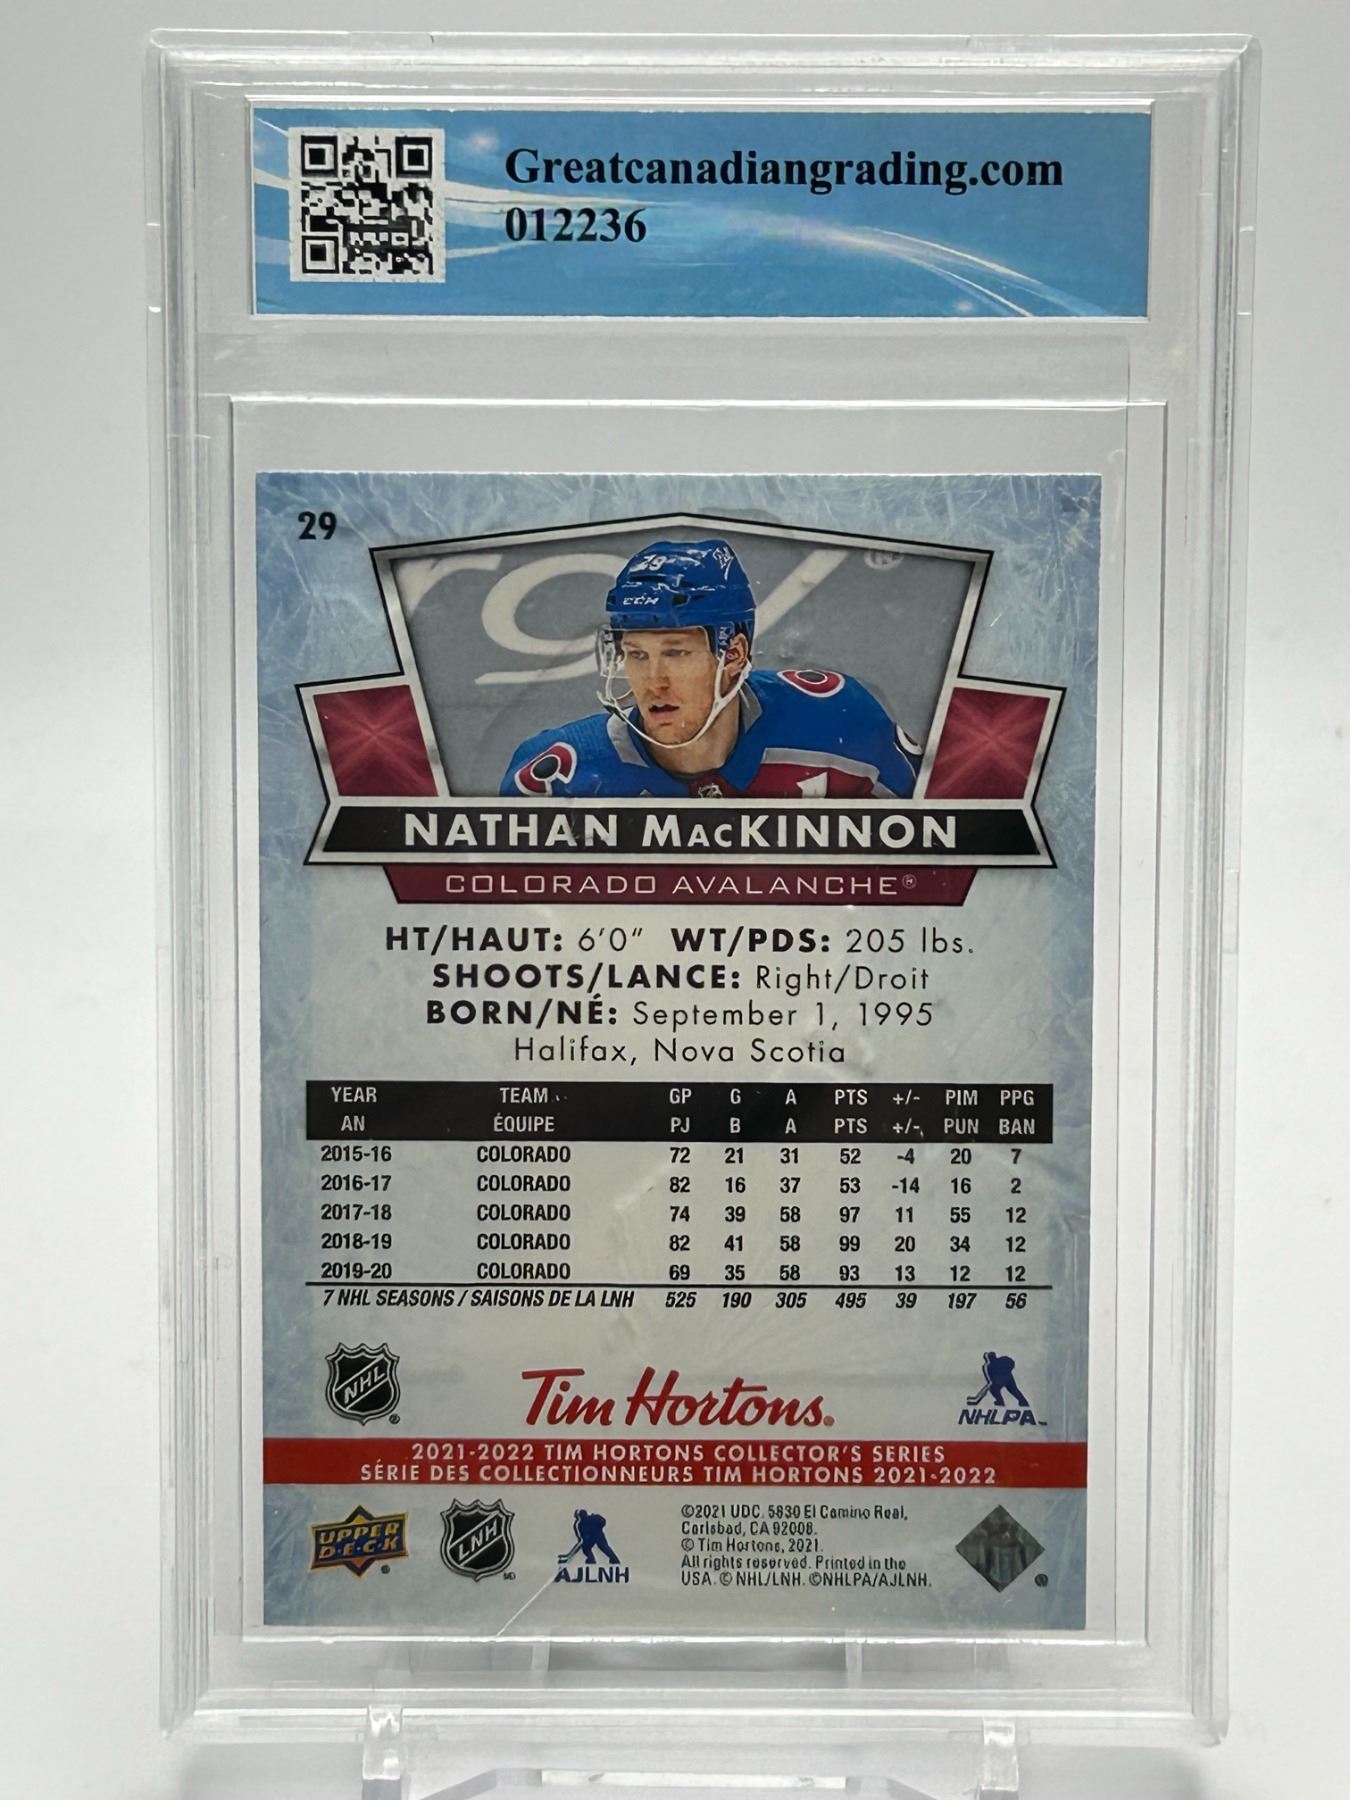 Greatcanadiangrading.com
012236
29
29
CCM
NATHAN MacKINNON
COLORADO AVALANCHE®
HT/HAUT: 6'0" WT/PDS: 205 lbs.
SHOOTS/LANCE: Right/Droit
BORN/NÉ: September 1, 1995
Halifax, Nova Scotia
YEAR TEAM GP G A PTS +/- PIM PPG
AN ÉQUIPE PJ B A PTS +/- PUN BAN
2015-16 COLORADO 72 21 31 52 -4 20 7
2016-17 COLORADO 82 16 37 53 -14 16 2
2017-18 COLORADO 74 39 58 97 11 55 12
2018-19 COLORADO 82 41 58 99 20 34 12
2019-20 COLORADO 69 35 58 93 13 12 12
7 NHL SEASONS / SAISONS DE LA LNH 525 190 305 495 39 197 56
NHL ®
Tim Hortons®
NHLPA™
2021-2022 TIM HORTONS COLLECTOR'S SERIES
SÉRIE DES COLLECTIONNEURS TIM HORTONS 2021-2022
UPPER DECK ®
LNH
AJLNH
©2021 UDC. 5830 El Camino Real,
Carlsbad, CA 92008.
© Tim Hortons, 2021.
All rights reserved. Printed in the
USA. © NHL/LNH. ©NHLPA/AJLNH.